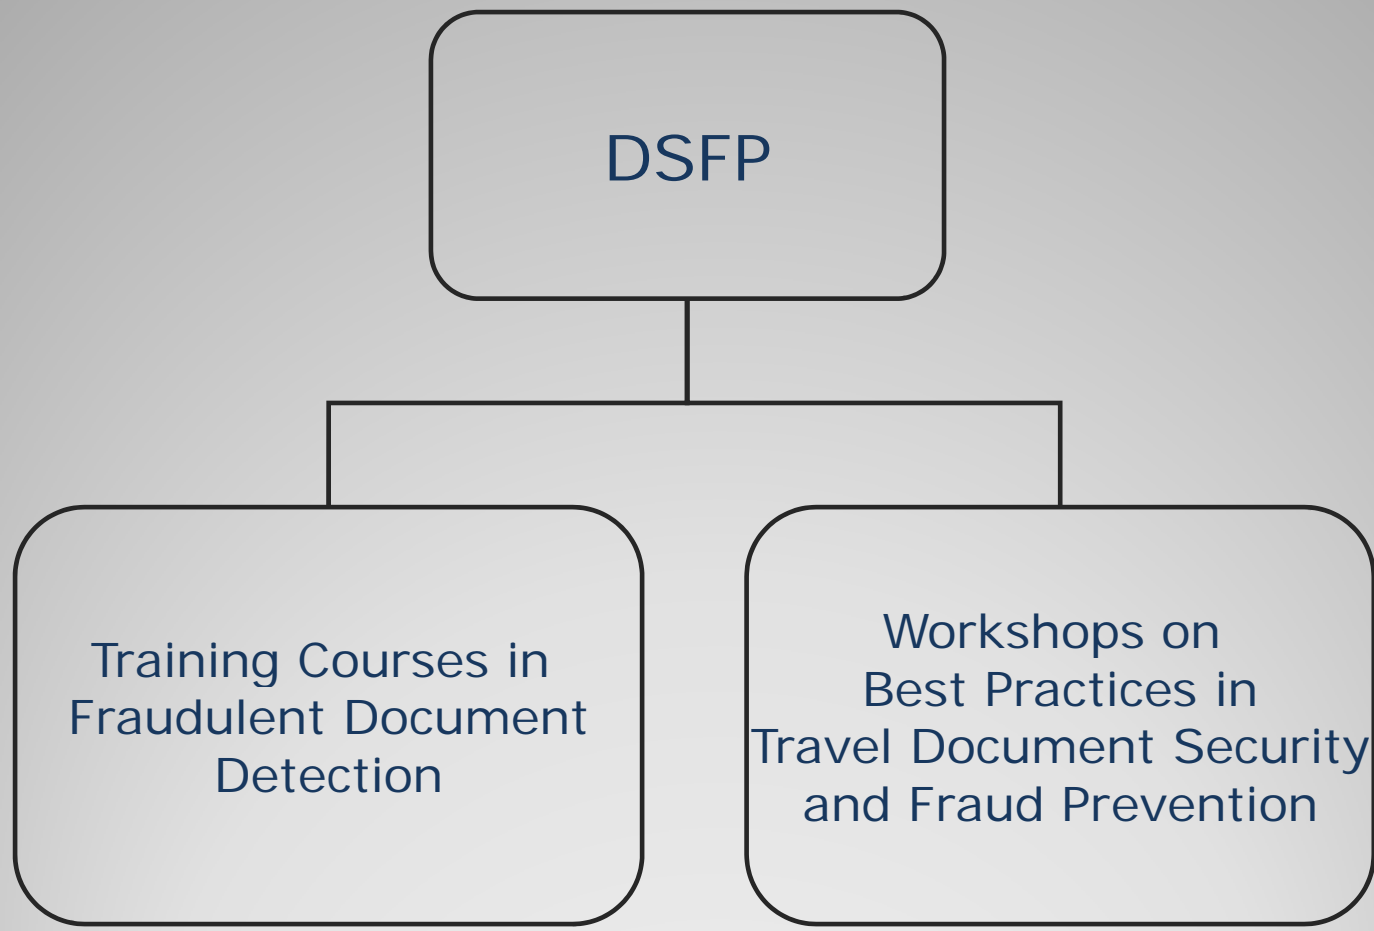 DSFP
Training Courses in
Fraudulent Document
Detection
Workshops on
Best Practices in
Travel Document Security
and Fraud Prevention